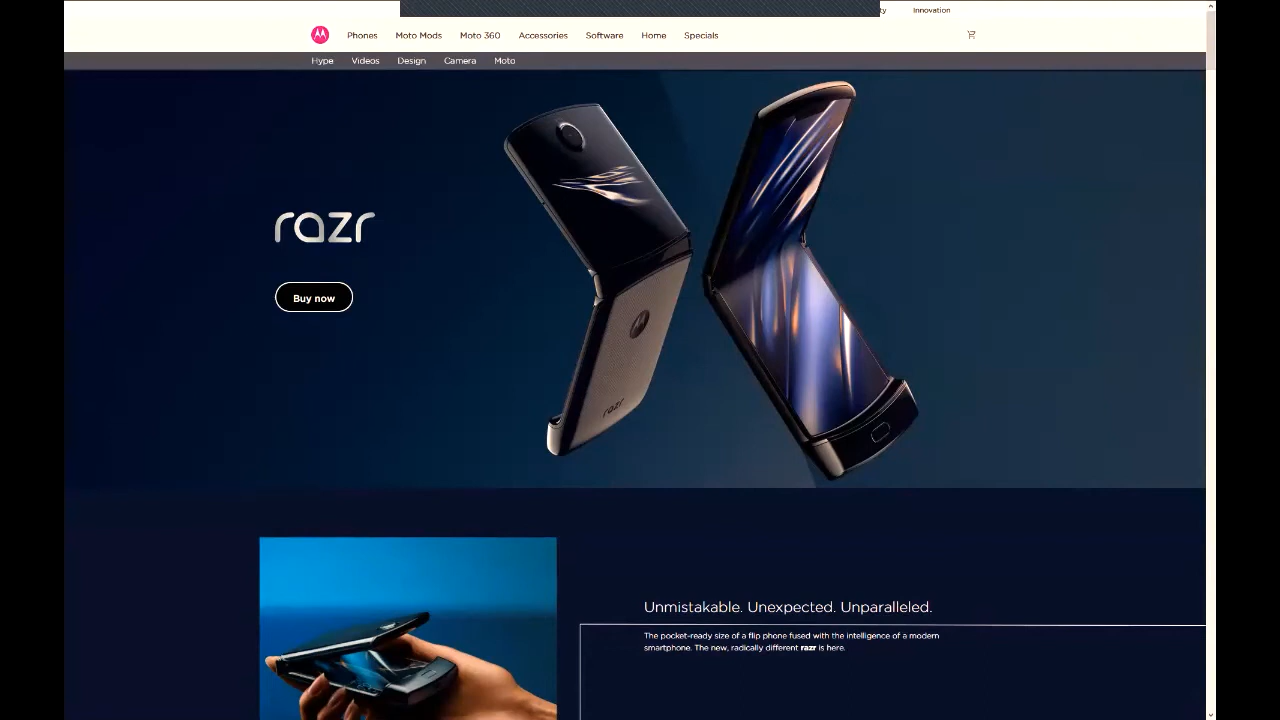 Innovation
Phones Moto Mods Moto 360 Accessories Software Home Specials
Hype Videos Design Camera Moto
razr
Buy now
razr
Unmistakable. Unexpected. Unparalleled.
The pocket-ready size of a flip phone fused with the intelligence of a modern
smartphone. The new, radically different razr is here.